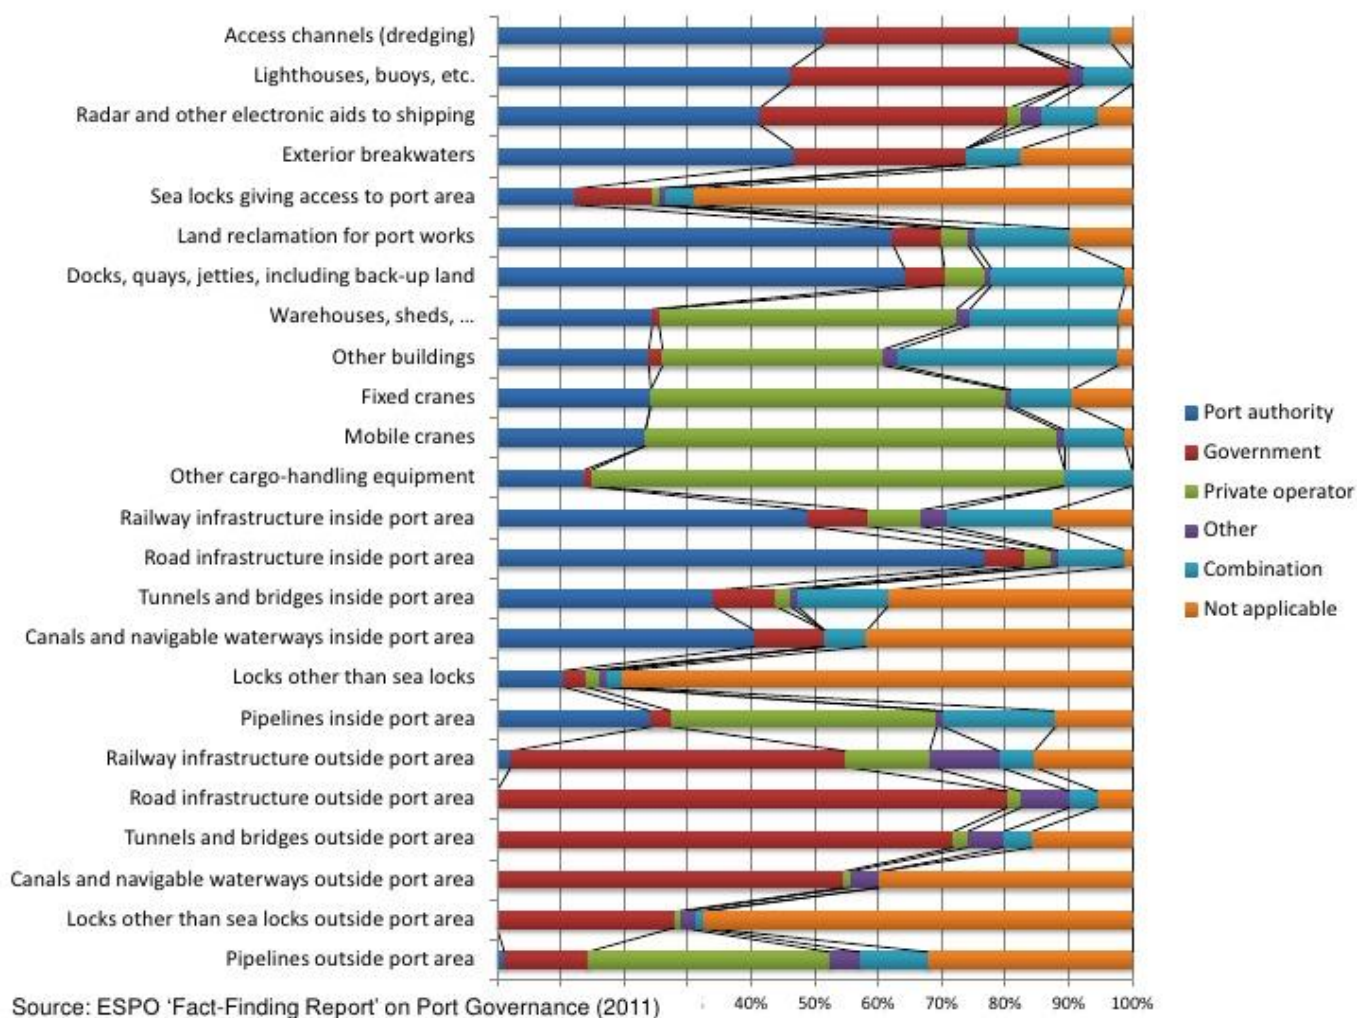 Access channels (dredging)
Lighthouses, buoys, etc.
Radar and other electronic aids to shipping
Exterior breakwaters
Sea locks giving access to port area
Land reclamation for port works
Docks, quays, jetties, including back-up land
Warehouses, sheds, ...
Other buildings
Fixed cranes
Mobile cranes
Other cargo-handling equipment
Railway infrastructure inside port area
Road infrastructure inside port area
Tunnels and bridges inside port area
Canals and navigable waterways inside port area
Locks other than sea locks
Pipelines inside port area
Railway infrastructure outside port area
Road infrastructure outside port area
Tunnels and bridges outside port area
Canals and navigable waterways outside port area
Locks other than sea locks outside port area
Pipelines outside port area
Port authority
Government
Private operator
Other
Combination
Not applicable
40% 50% 60% 70% 80% 90% 100%
Source: ESPO ‘Fact-Finding Report’ on Port Governance (2011)